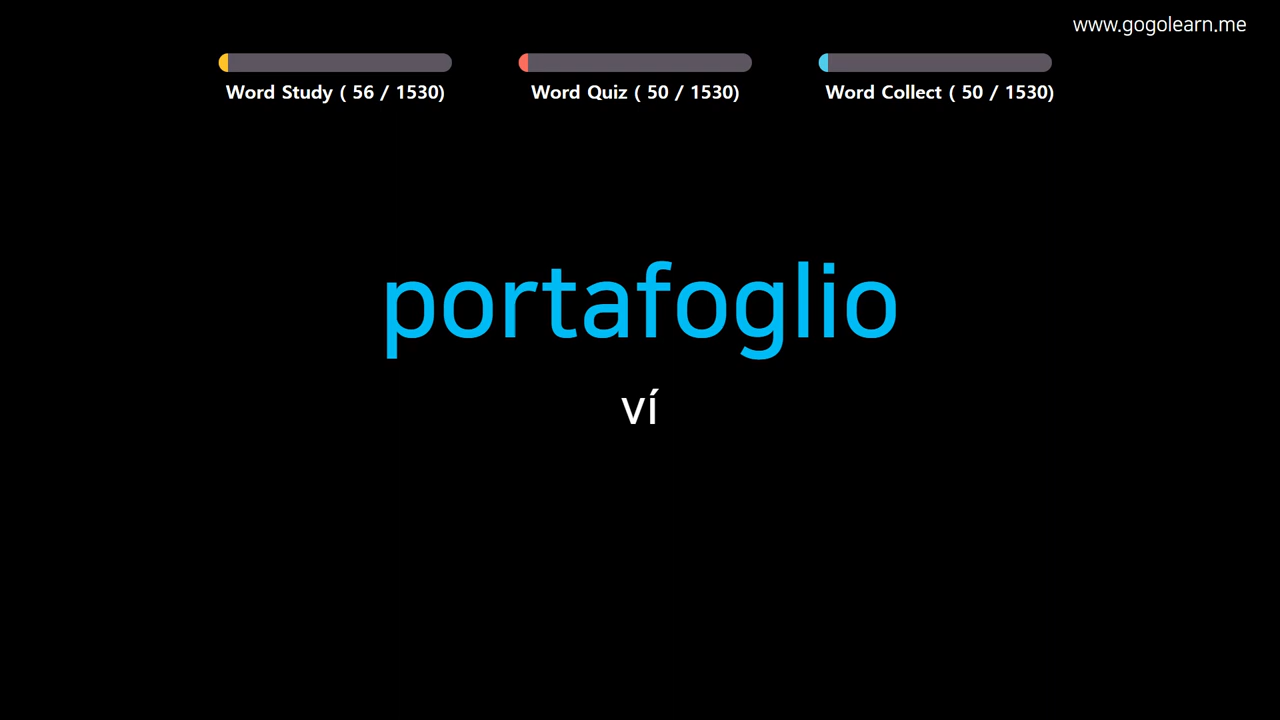 www.gogolearn.me
Word Study ( 56 / 1530)
Word Quiz ( 50 / 1530)
Word Collect ( 50 / 1530)
portafoglio
ví